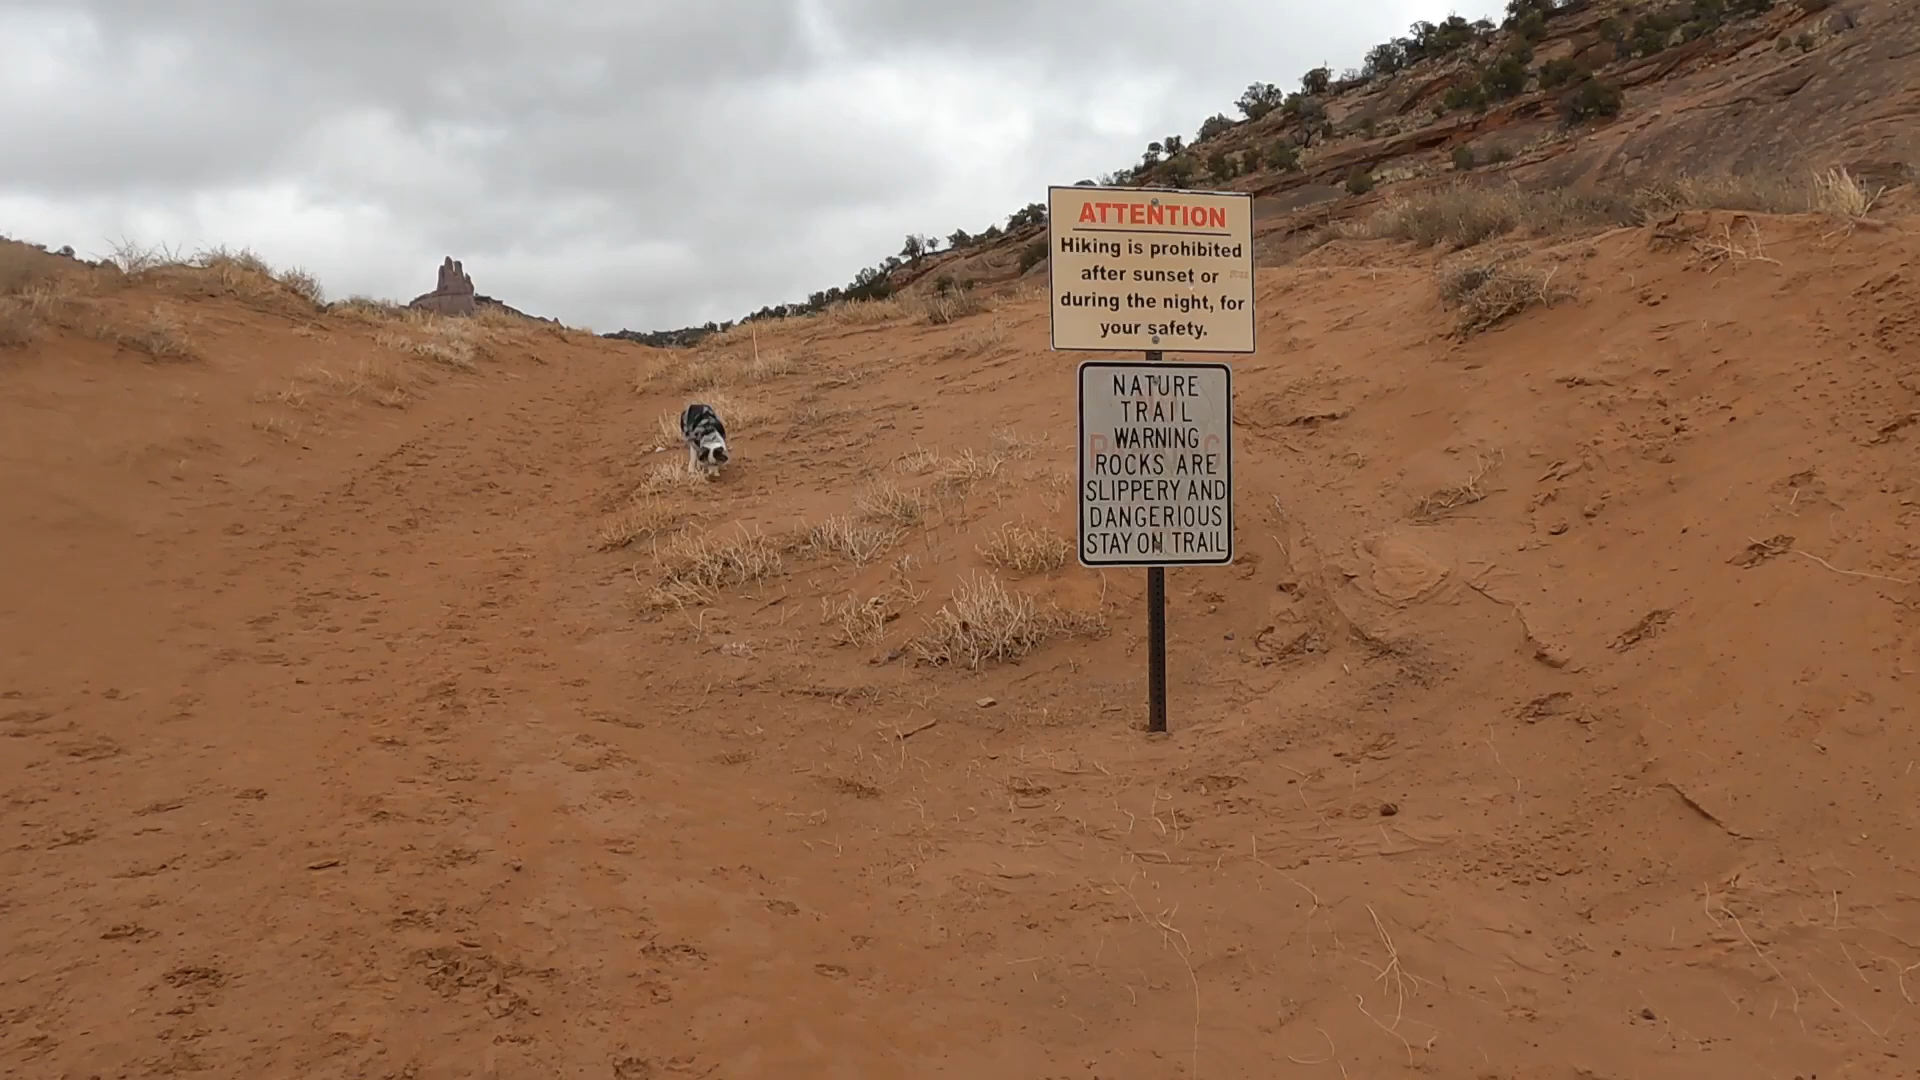 ATTENTION
Hiking is prohibited
after sunset or
during the night, for
your safety.
NATURE
TRAIL
WARNING
ROCKS ARE
SLIPPERY AND
DANGERIOUS
STAY ON TRAIL